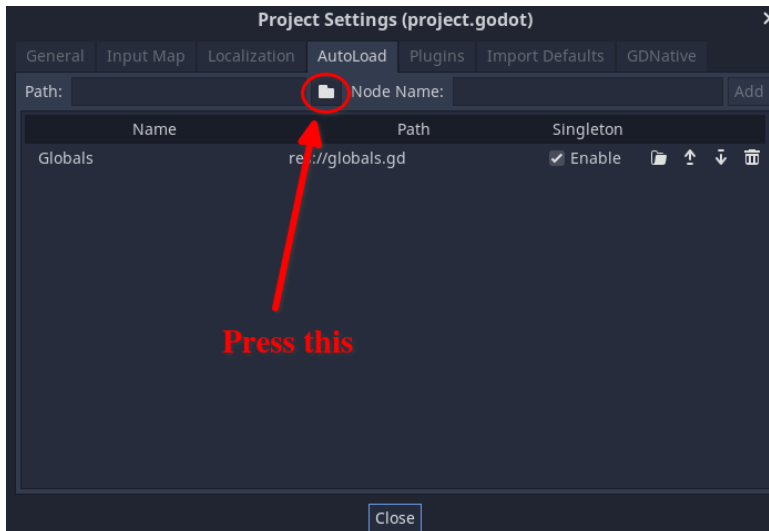 Project Settings (project.godot)
General Input Map Localization AutoLoad Plugins Import Defaults GDNative
Path: Node Name: Add
Name Path Singleton
Globals res://globals.gd Enable
Press this
Close